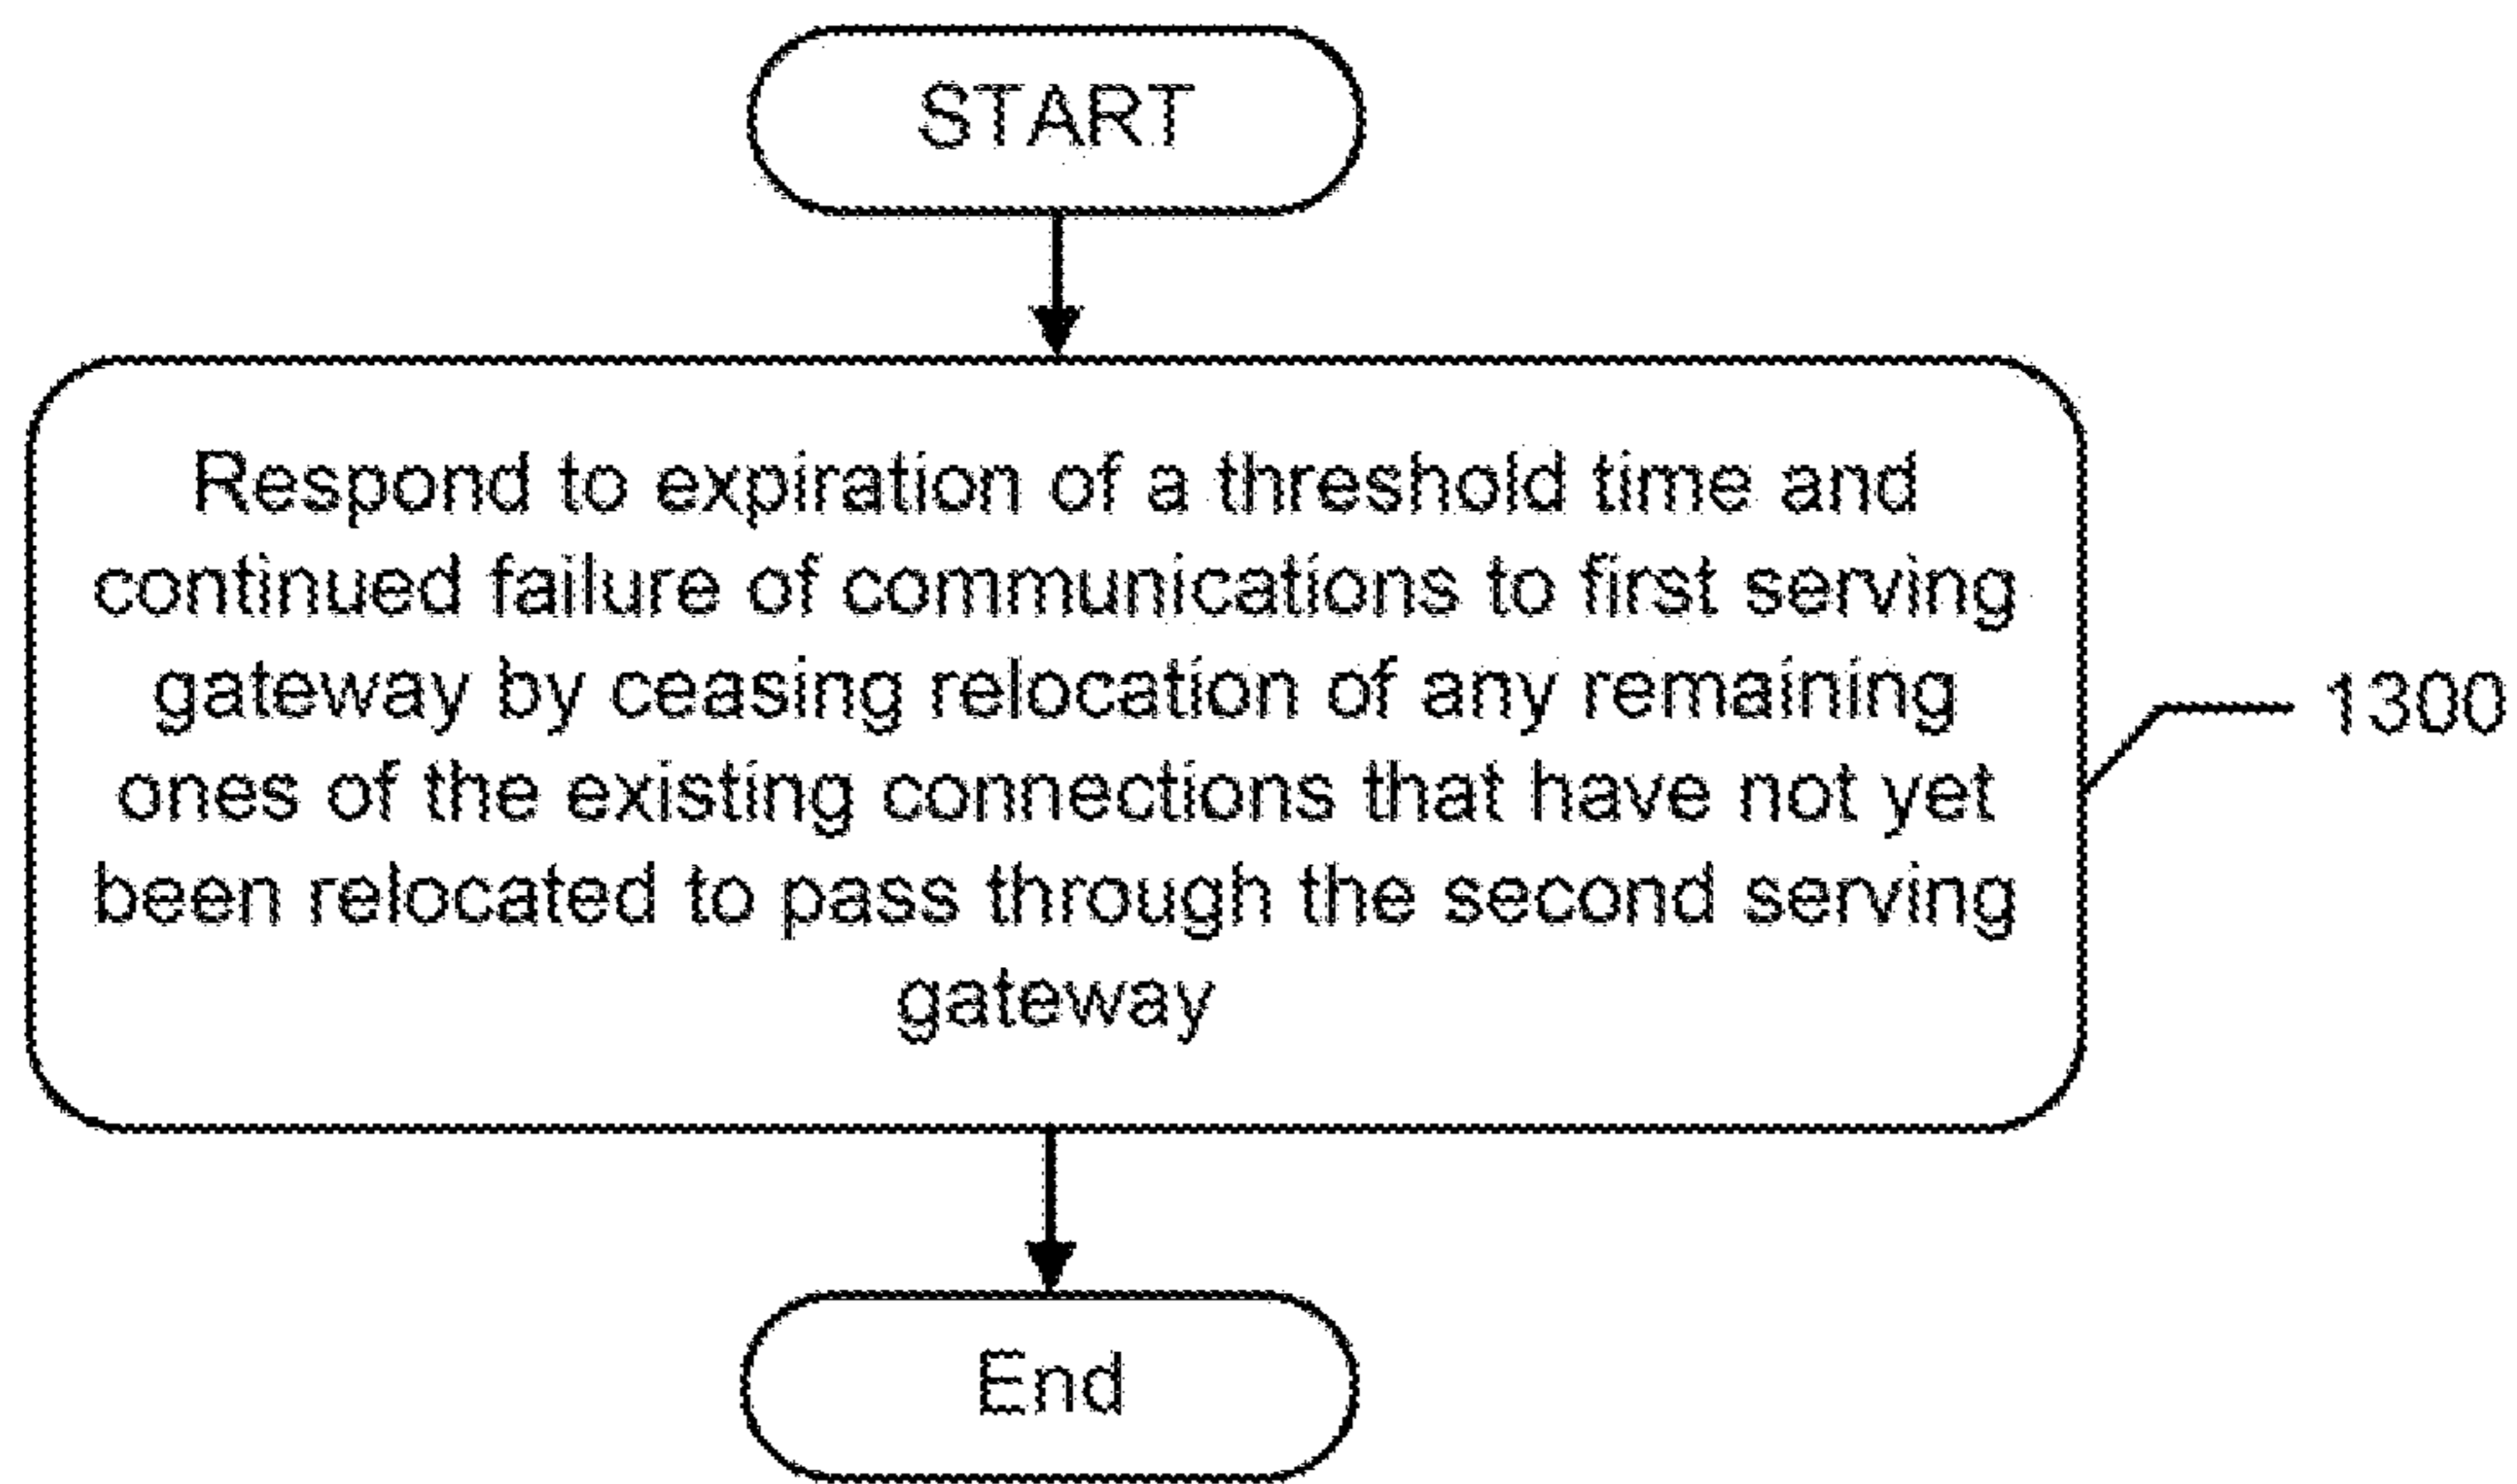 START
Respond to expiration of a threshold time and
continued failure of communications to first serving
gateway by ceasing relocation of any remaining
ones of the existing connections that have not yet
been relocated to pass through the second serving
gateway
1300
End